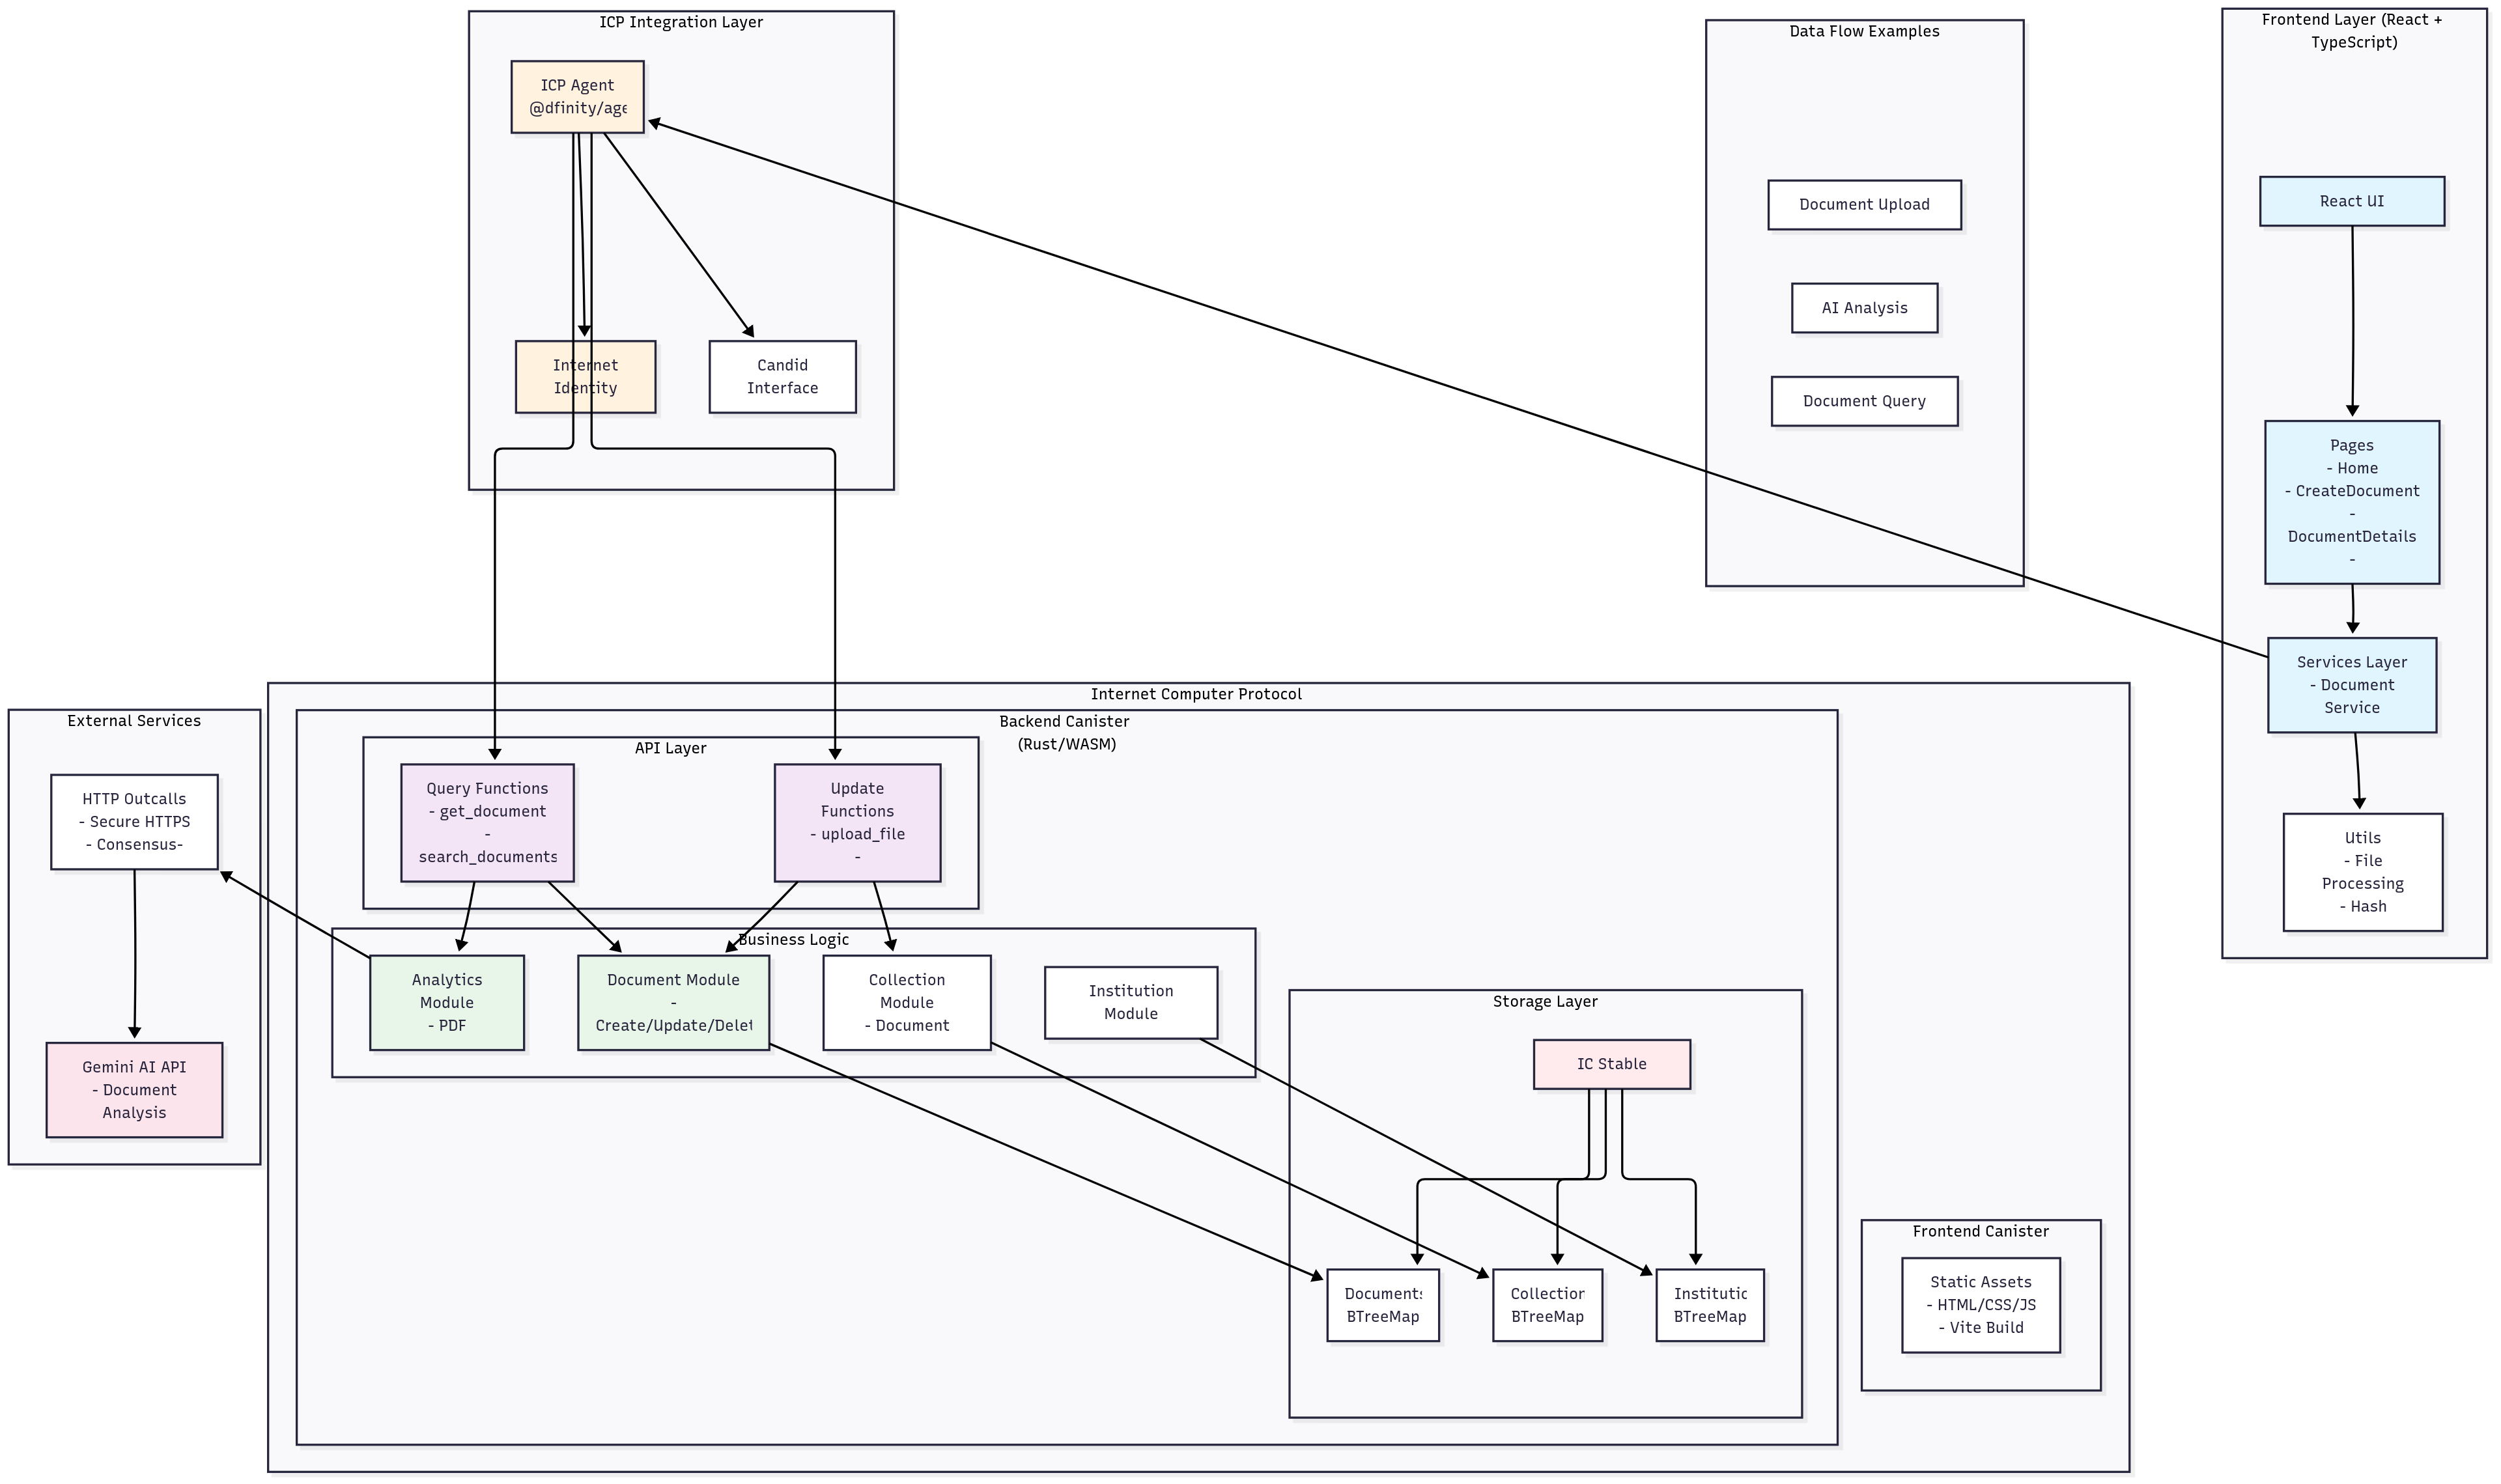 ICP Integration Layer
ICP Agent
@dfinity/age
Internet
Identity
Candid
Interface
Data Flow Examples
Document Upload
AI Analysis
Document Query
Frontend Layer (React +
TypeScript)
React UI
Pages
- Home
- CreateDocument
-
DocumentDetails
-
Services Layer
- Document
Service
Utils
- File
Processing
- Hash
External Services
HTTP Outcalls
- Secure HTTPS
- Consensus-
Gemini AI API
- Document
Analysis
Internet Computer Protocol
Backend Canister
(Rust/WASM)
API Layer
Query Functions
- get_document
-
search_documents
Update
Functions
- upload_file
-
Business Logic
Analytics
Module
- PDF
Document Module
-
Create/Update/Delet
Collection
Module
- Document
Institution
Module
Storage Layer
IC Stable
Documents
BTreeMap
Collection
BTreeMap
Institutic
BTreeMap
Frontend Canister
Static Assets
- HTML/CSS/JS
- Vite Build